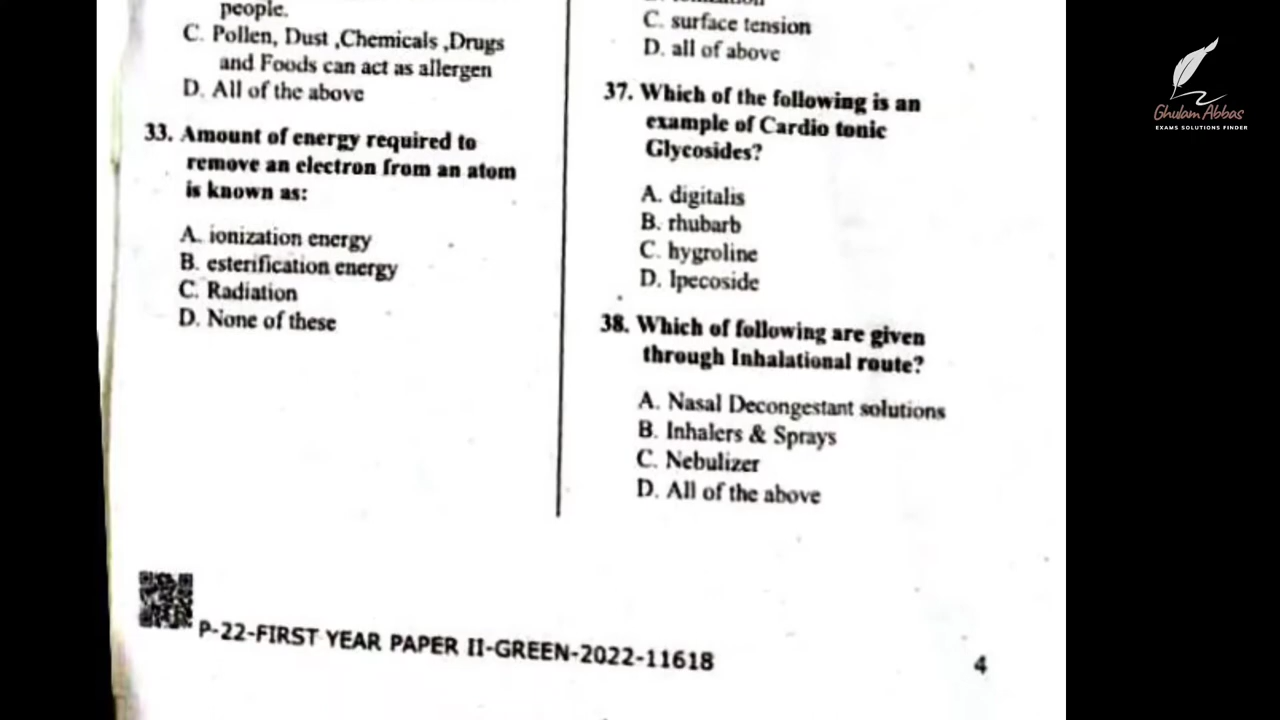 people.
C. Pollen, Dust ,Chemicals ,Drugs
and Foods can act as allergen
D. All of the above
33. Amount of energy required to
remove an electron from an atom
is known as:
A. ionization energy
B. esterification energy
C. Radiation
D. None of these
C. surface tension
D. all of above
37. Which of the following is an
example of Cardio tonic
Glycosides?
A. digitalis
B. rhubarb
C. hygroline
D. Ipecoside
38. Which of following are given
through Inhalational route?
A. Nasal Decongestant solutions
B. Inhalers & Sprays
C. Nebulizer
D. All of the above
P-22-FIRST YEAR PAPER II-GREEN-2022-11618
4
Ghulam Abbas
EXAMS SOLUTIONS FINDER